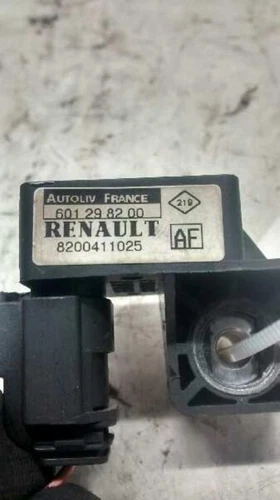 AUTOLIV FRANCE
601 29 82 00
219
RENAULT
8200411025
AF